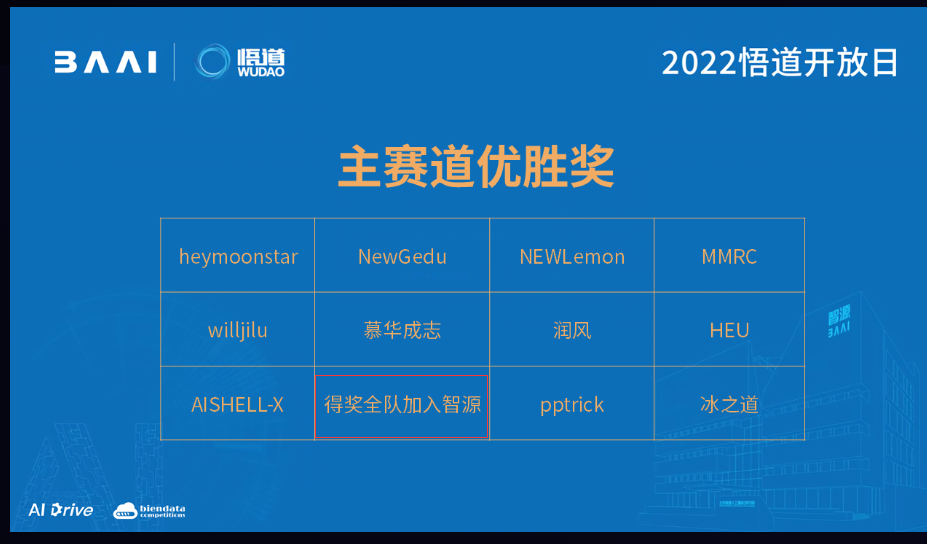 BAAI 悟道 WUDAO 2022悟道开放日
主赛道优胜奖
heymoonstar NewGedu NEWLemon MMRC
willjilu 慕华成志 润风 HEU
AISHELL-X 得奖全队加入智源 pptrick 冰之道
智源
BAAI
AI Drive biendata competitions